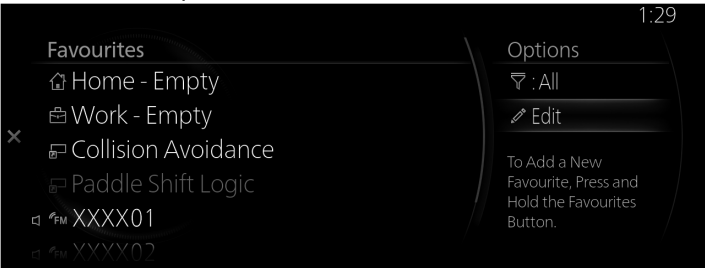 1:29
Favourites
Home - Empty
Work - Empty
Collision Avoidance
Paddle Shift Logic
FM XXXX01
XXXX02
Options
: All
Edit
To Add a New
Favourite, Press and
Hold the Favourites
Button.